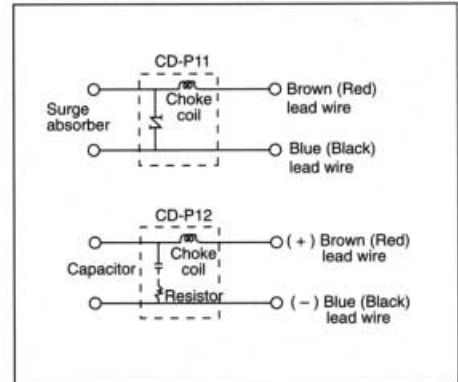 CD-P11
Choke
coil
Surge
absorber
Brown (Red)
lead wire
Blue (Black)
lead wire
CD-P12
Choke
coil
Capacitor
Resistor
(+) Brown (Red)
lead wire
(−) Blue (Black)
lead wire